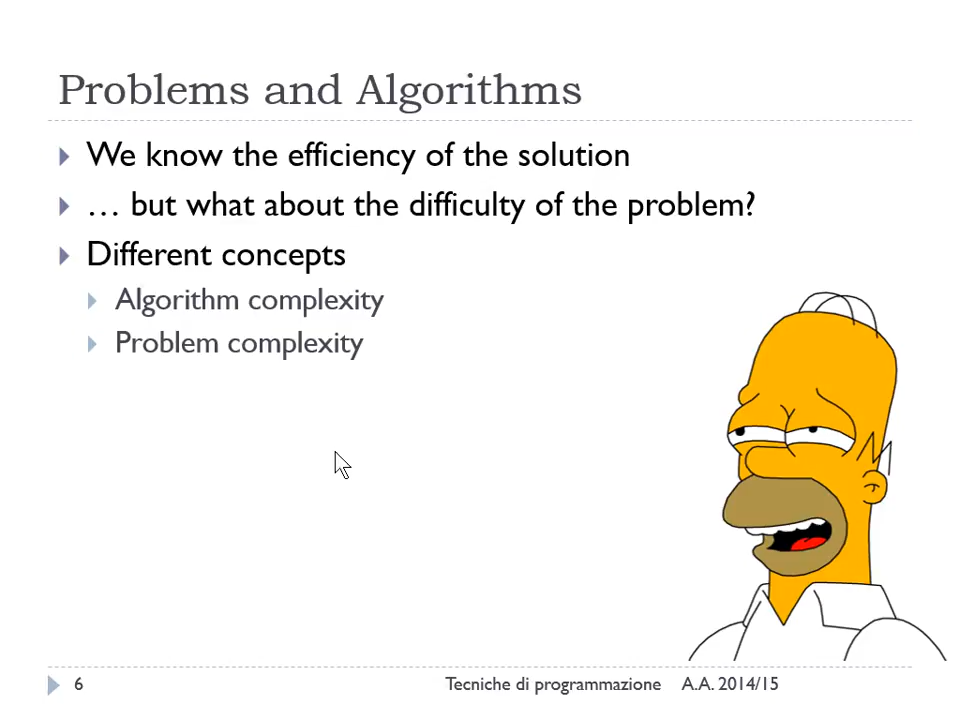 Problems and Algorithms
We know the efficiency of the solution
… but what about the difficulty of the problem?
Different concepts
Algorithm complexity
Problem complexity
6 Tecniche di programmazione A.A. 2014/15